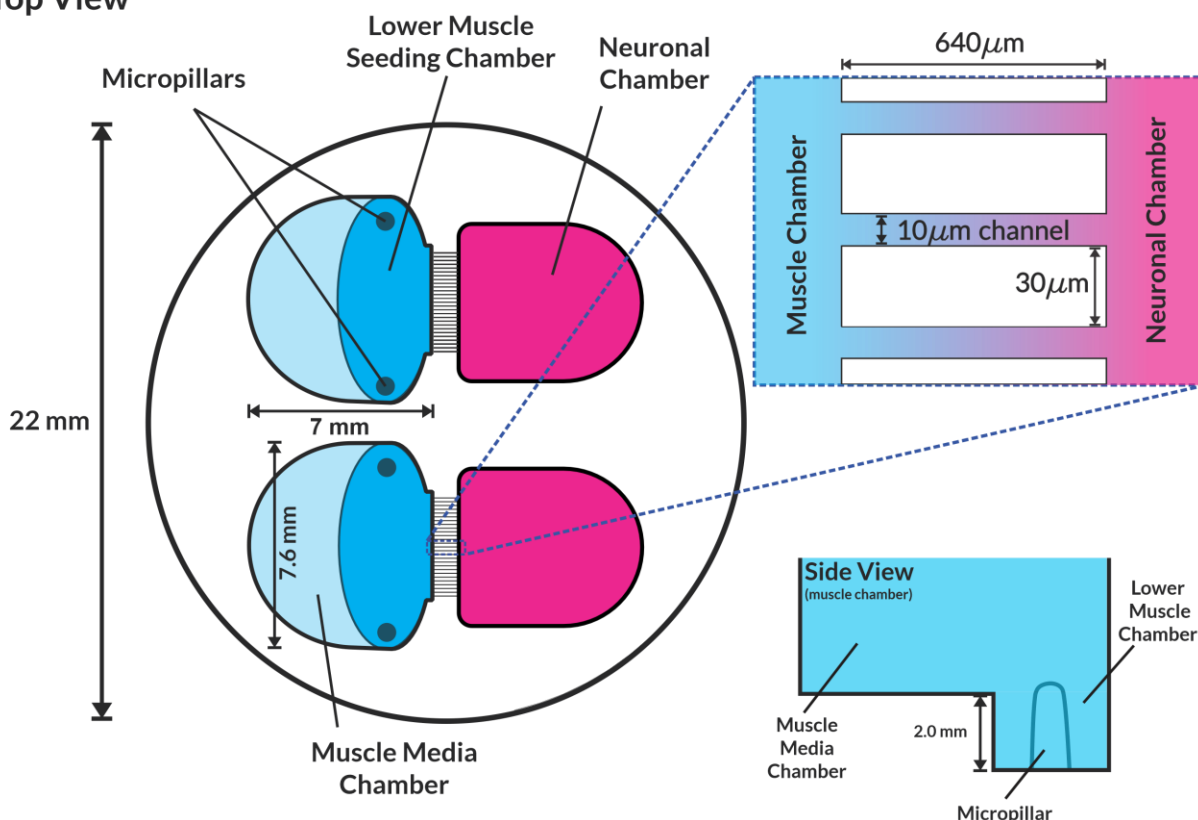 Top View
Lower Muscle
Seeding Chamber
Neuronal
Chamber
Micropillars
22 mm
7 mm
7.6 mm
Muscle Media
Chamber
640μm
Muscle Chamber
10μm channel
30μm
Neuronal Chamber
Side View
(muscle chamber)
Lower
Muscle
Chamber
2.0 mm
Muscle
Media
Chamber
Micropillar